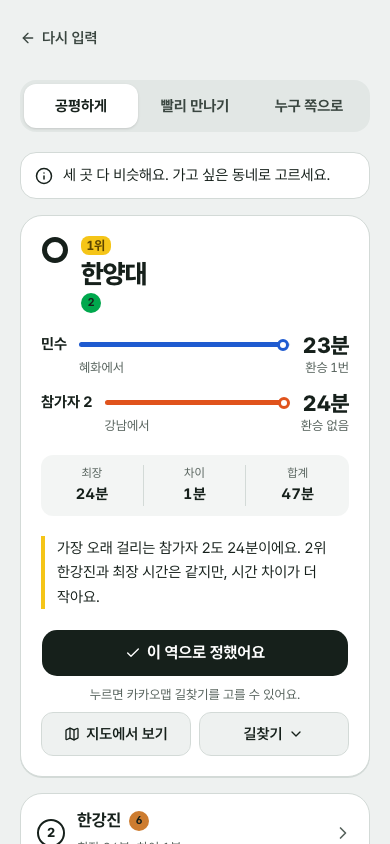 다시 입력
공평하게 빨리 만나기 누구 쪽으로
세 곳 다 비슷해요. 가고 싶은 동네로 고르세요.
1위
한양대
2
민수 23분
혜화에서 환승 1번
참가자 2 24분
강남에서 환승 없음
최장 차이 합계
24분 1분 47분
가장 오래 걸리는 참가자 2도 24분이에요. 2위
한강진과 최장 시간은 같지만, 시간 차이가 더
작아요.
이 역으로 정했어요
누르면 카카오맵 길찾기를 고를 수 있어요.
지도에서 보기 길찾기
2 한강진 6